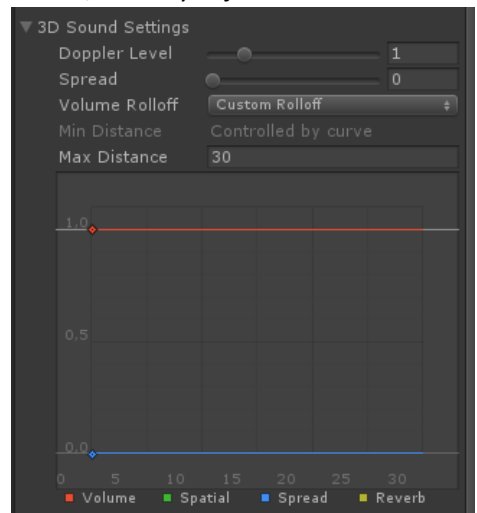 3D Sound Settings
Doppler Level 1
Spread 0
Volume Rolloff Custom Rolloff
Min Distance Controlled by curve
Max Distance 30
1,0
0,5
0,0
0 5 10 15 20 25 30
Volume Spatial Spread Reverb